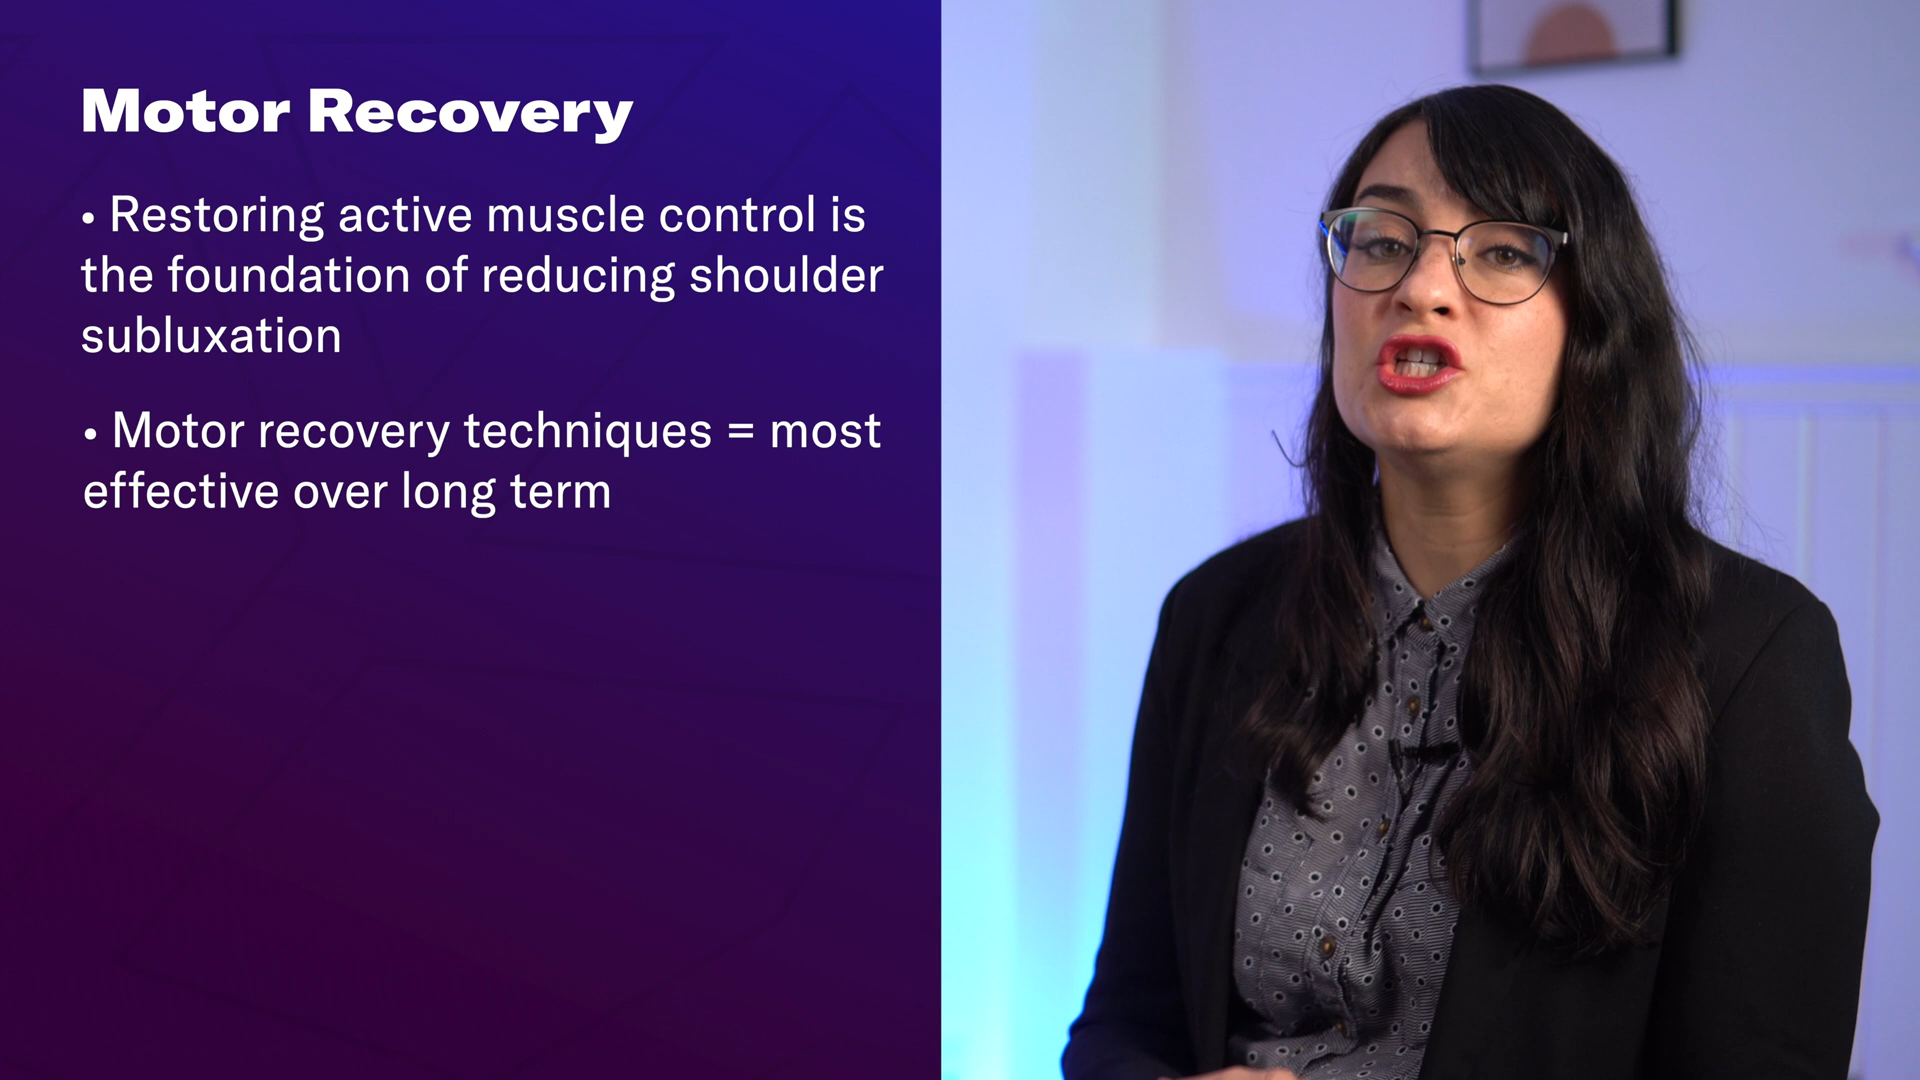 Motor Recovery
• Restoring active muscle control is
the foundation of reducing shoulder
subluxation
• Motor recovery techniques = most
effective over long term